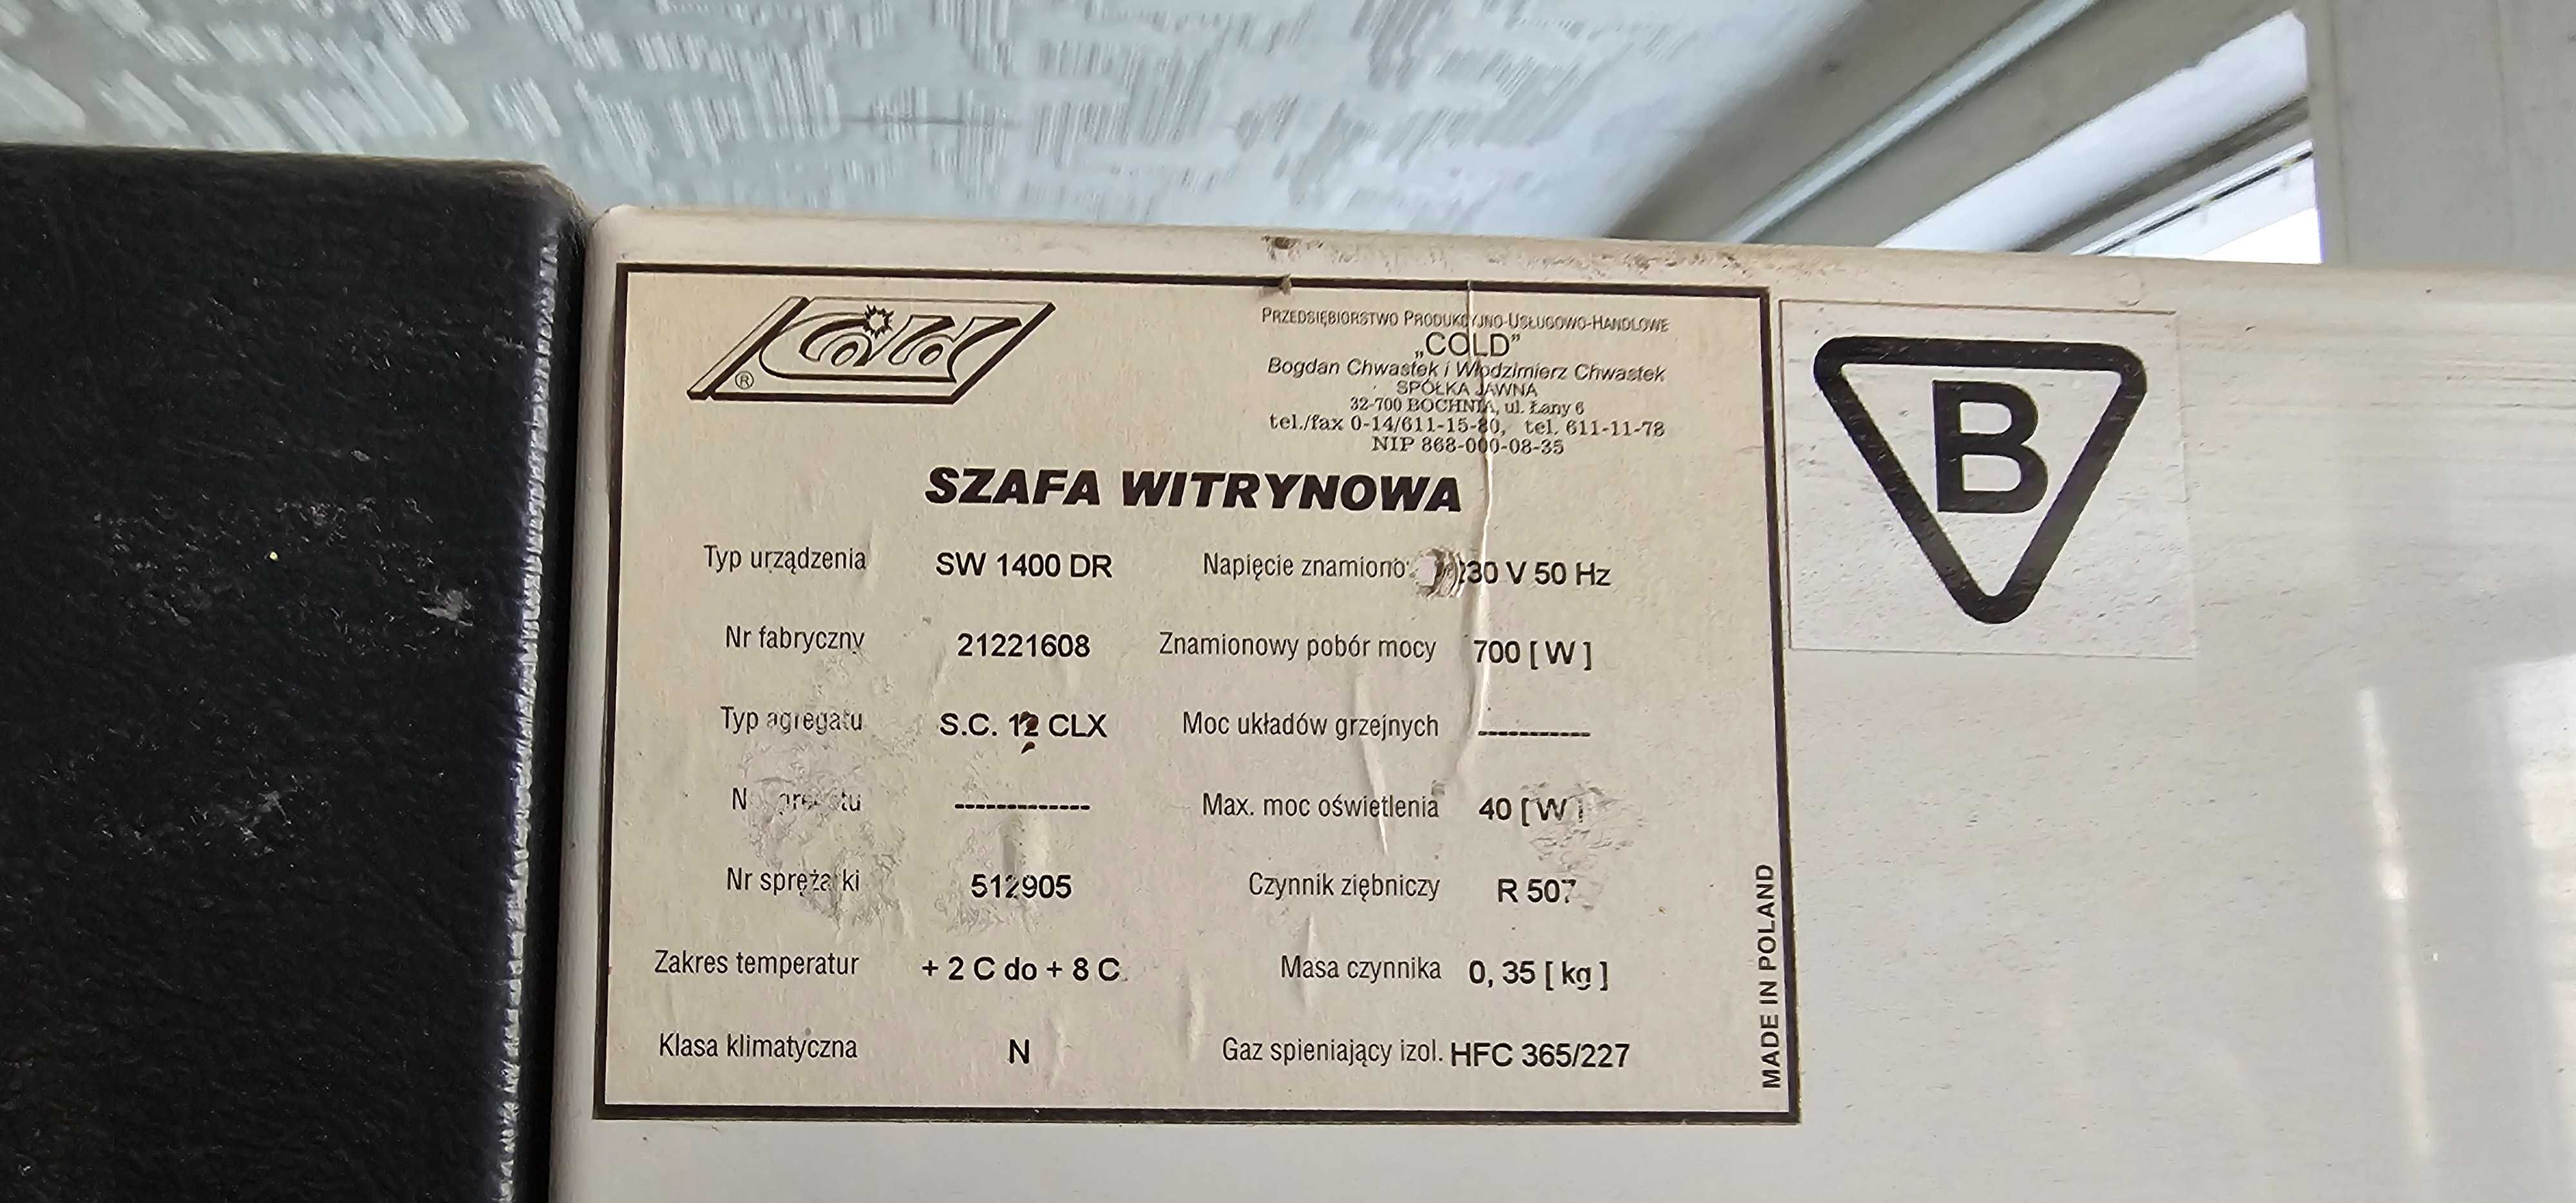 Cold
®
PRZEDSIĘBIORSTWO PRODUKCYJNO-USŁUGOWO-HANDLOWE
„COLD”
Bogdan Chwastek i Włodzimierz Chwastek
SPÓŁKA JAWNA
32-700 BOCHNIA, ul. Łany 6
tel./fax 0-14/611-15-80, tel. 611-11-78
NIP 868-000-08-35
B
SZAFA WITRYNOWA
Typ urządzenia SW 1400 DR Napięcie 230 V 50 Hz
Nr fabryczny 21221608 Znamionowy pobór mocy 700 [ W ]
Typ agregatu S.C. 12 CLX Moc układów grzejnych -----------
------------- Max. moc oświetlenia 40 [ W ]
Nr sprężarki 512905 Czynnik ziębniczy R 507
Zakres temperatur + 2 C do + 8 C Masa czynnika 0, 35 [ kg ]
Klasa klimatyczna N Gaz spieniający izol. HFC 365/227
MADE IN POLAND